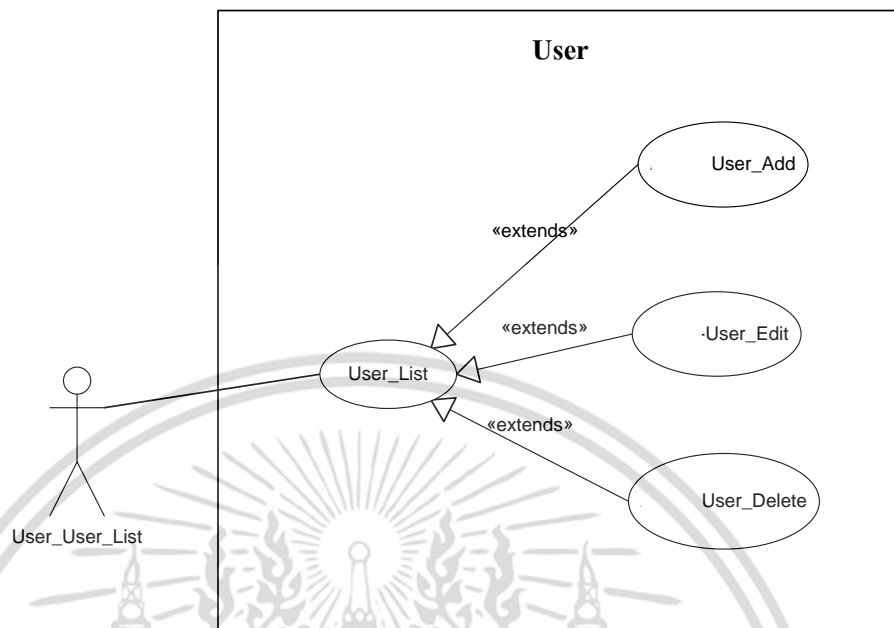 User
User_Add
«extends»
«extends»
-User_Edit
User_List
«extends»
User_Delete
User_User_List